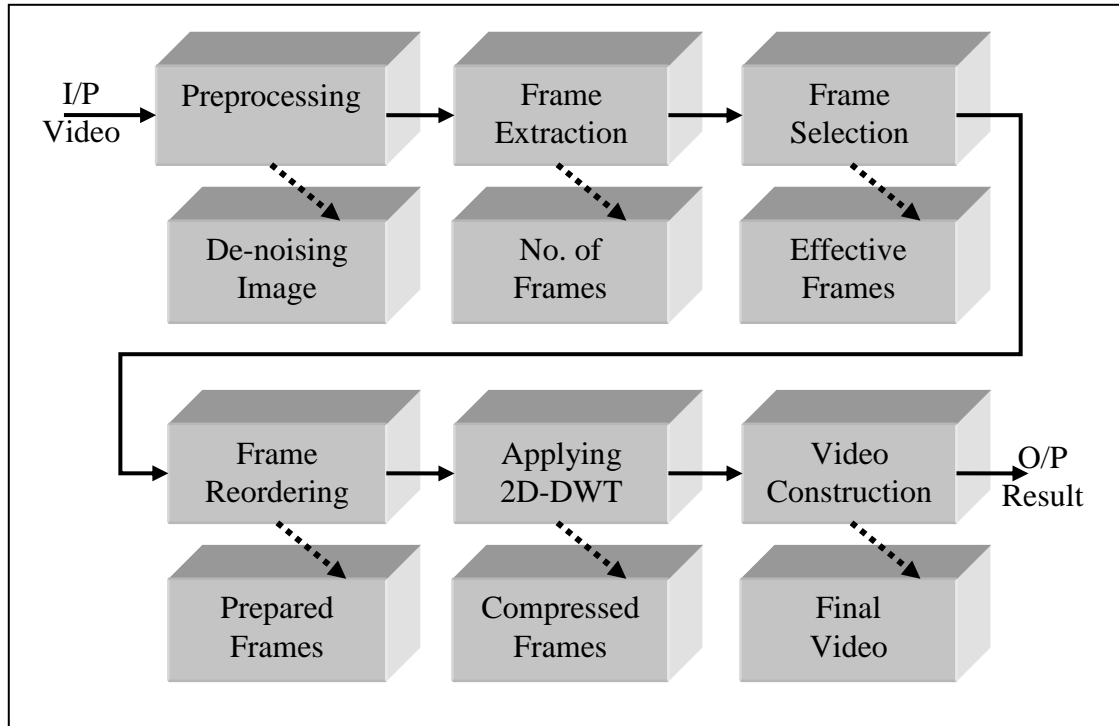 I/P
Video
Preprocessing
Frame
Extraction
Frame
Selection
De-noising
Image
No. of
Frames
Effective
Frames
Frame
Reordering
Applying
2D-DWT
Video
Construction
O/P
Result
Prepared
Frames
Compressed
Frames
Final
Video